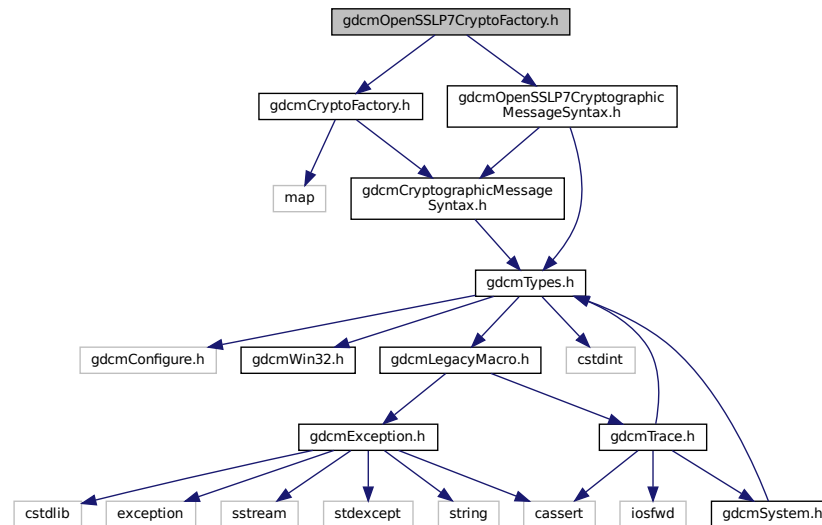 gdcmOpenSSLP7CryptoFactory.h
gdcmCryptoFactory.h
gdcmOpenSSLP7Cryptographic
MessageSyntax.h
map
gdcmCryptographicMessage
Syntax.h
gdcmTypes.h
gdcmConfigure.h
gdcmWin32.h
gdcmLegacyMacro.h
cstdint
gdcmException.h
gdcmTrace.h
cstdlib
exception
sstream
stdexcept
string
cassert
iosfwd
gdcmSystem.h